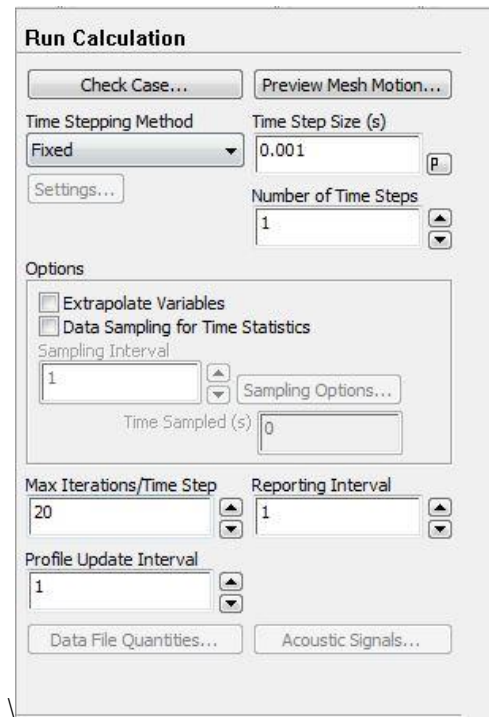 Run Calculation
Check Case... Preview Mesh Motion...
Time Stepping Method Time Step Size (s)
Fixed 0.001
P
Settings...
Number of Time Steps
1
Options
Extrapolate Variables
Data Sampling for Time Statistics
Sampling Interval
1
Sampling Options...
Time Sampled (s) 0
Max Iterations/Time Step Reporting Interval
20 1
Profile Update Interval
1
Data File Quantities... Acoustic Signals...
\